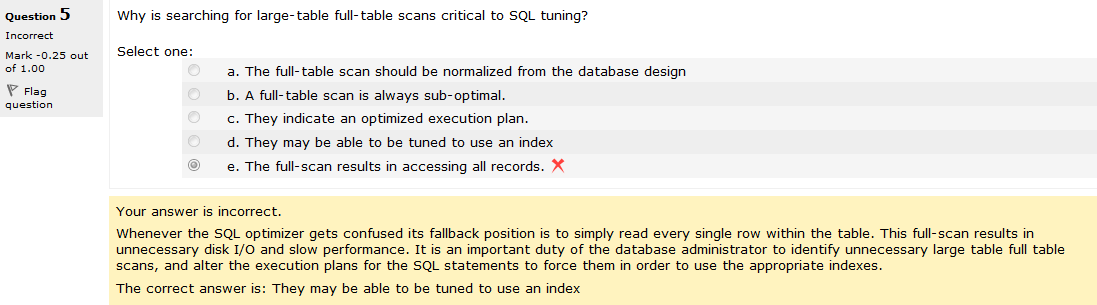 Question 5
Incorrect
Mark -0.25 out
of 1.00
Flag
question
Why is searching for large-table full-table scans critical to SQL tuning?
Select one:
a. The full-table scan should be normalized from the database design
b. A full-table scan is always sub-optimal.
c. They indicate an optimized execution plan.
d. They may be able to be tuned to use an index
e. The full-scan results in accessing all records.
Your answer is incorrect.
Whenever the SQL optimizer gets confused its fallback position is to simply read every single row within the table. This full-scan results in
unnecessary disk I/O and slow performance. It is an important duty of the database administrator to identify unnecessary large table full table
scans, and alter the execution plans for the SQL statements to force them in order to use the appropriate indexes.
The correct answer is: They may be able to be tuned to use an index